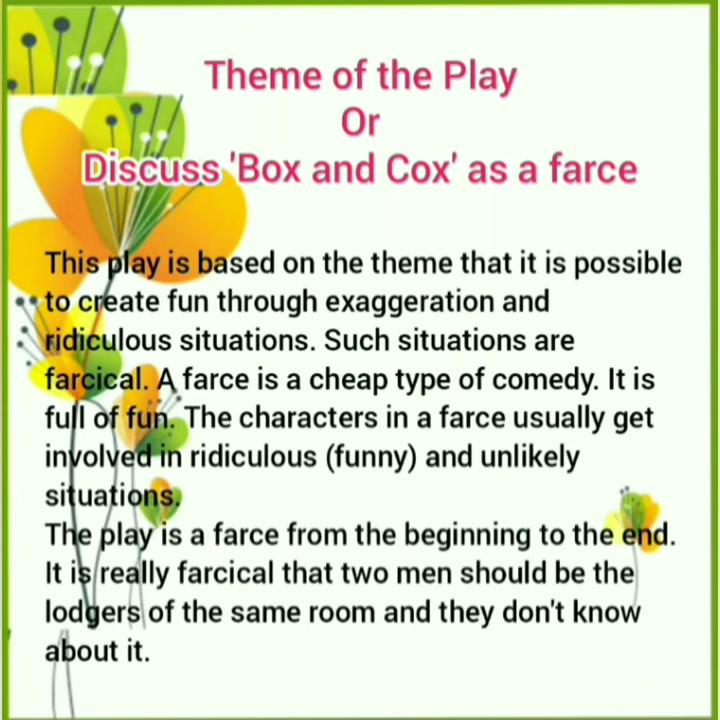 Theme of the Play
Or
Discuss 'Box and Cox' as a farce
This play is based on the theme that it is possible
to create fun through exaggeration and
ridiculous situations. Such situations are
farcical. A farce is a cheap type of comedy. It is
full of fun. The characters in a farce usually get
involved in ridiculous (funny) and unlikely
situations.
The play is a farce from the beginning to the end.
It is really farcical that two men should be the
lodgers of the same room and they don't know
about it.